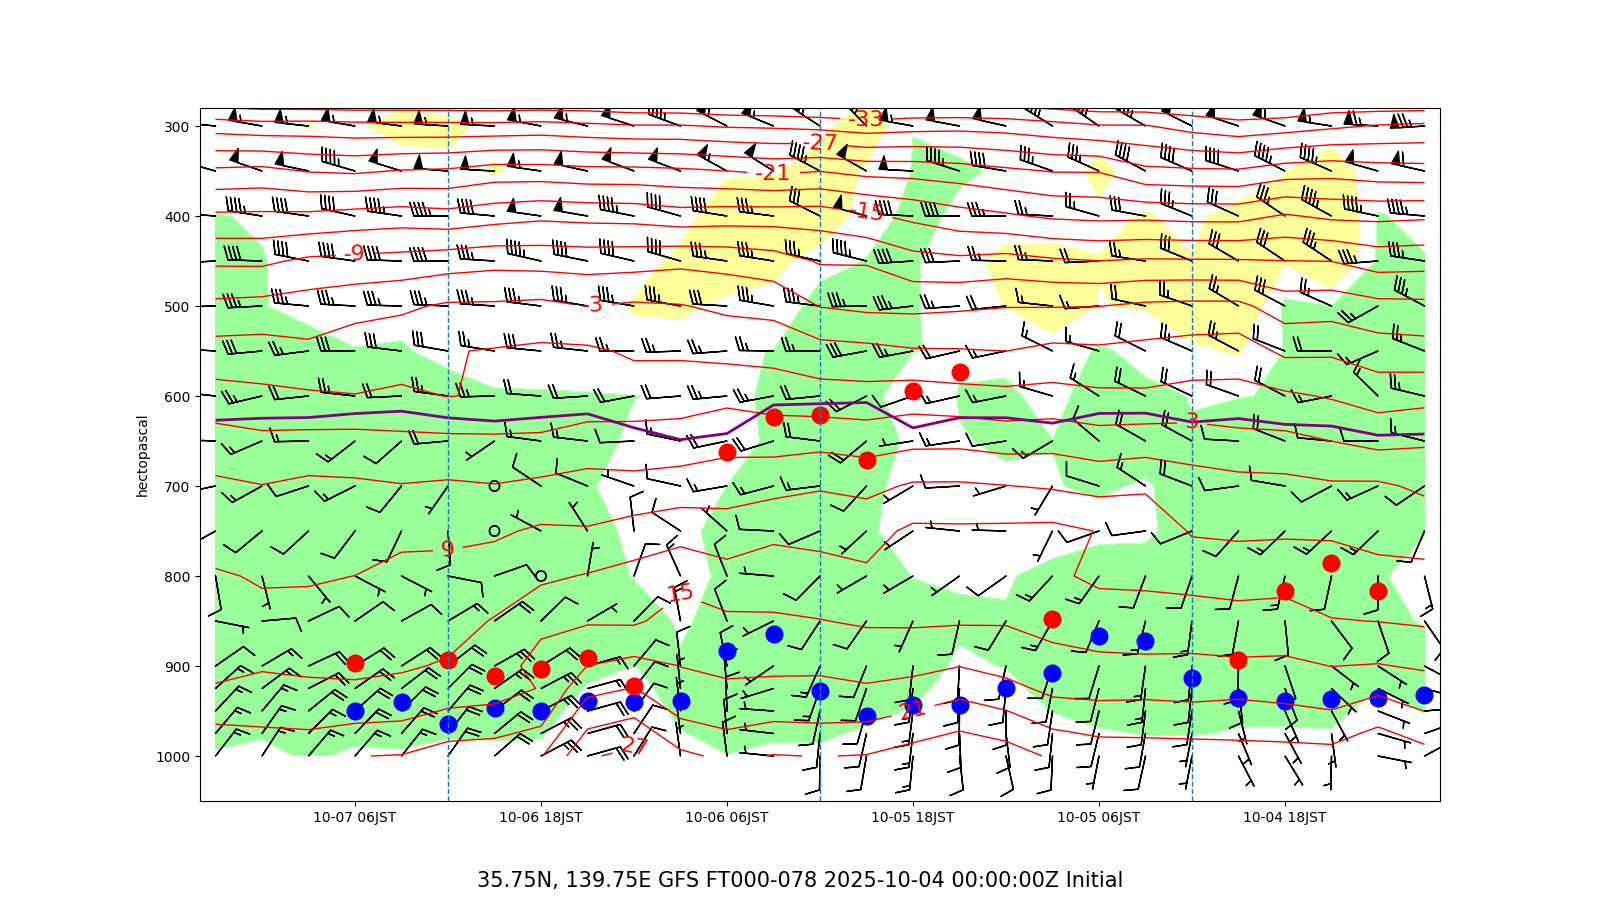 300
400
500
600
700
800
900
1000
hectopascal
-33
-27
-21
-15
-9
-3
3
9
15
21
27
10-07 06JST
10-06 18JST
10-06 06JST
10-05 18JST
10-05 06JST
10-04 18JST
35.75N, 139.75E GFS FT000-078 2025-10-04 00:00:00Z Initial